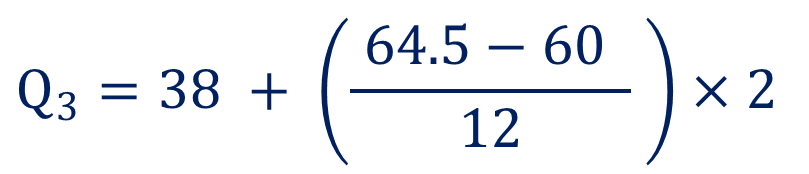 Q₃ = 38 + ( (64.5 − 60) / 12 ) × 2